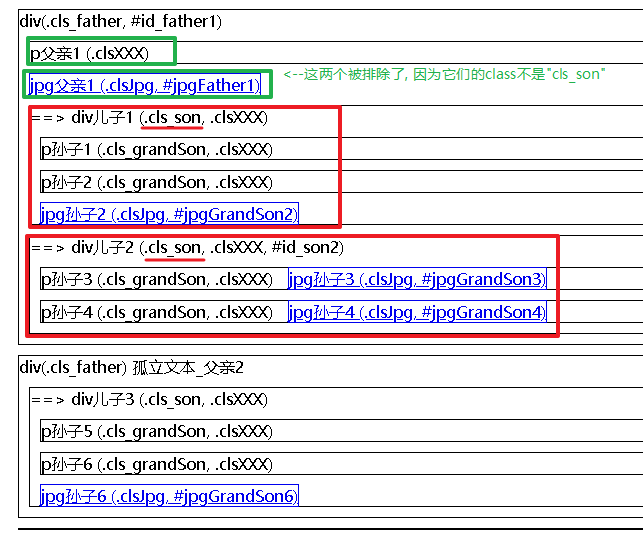 div(.cls_father, #id_father1)
p父亲1 (.clsXXX)
jpg父亲1 (.clsJpg, #jpgFather1) <--这两个被排除了, 因为它们的class不是"cls_son"
==> div儿子1 (.cls_son, .clsXXX)
p孙子1 (.cls_grandSon, .clsXXX)
p孙子2 (.cls_grandSon, .clsXXX)
jpg孙子2 (.clsJpg, #jpgGrandSon2)
==> div儿子2 (.cls_son, .clsXXX, #id_son2)
p孙子3 (.cls_grandSon, .clsXXX) jpg孙子3 (.clsJpg, #jpgGrandSon3)
p孙子4 (.cls_grandSon, .clsXXX) jpg孙子4 (.clsJpg, #jpgGrandSon4)
div(.cls_father) 孤立文本_父亲2
==> div儿子3 (.cls_son, .clsXXX)
p孙子5 (.cls_grandSon, .clsXXX)
p孙子6 (.cls_grandSon, .clsXXX)
jpg孙子6 (.clsJpg, #jpgGrandSon6)